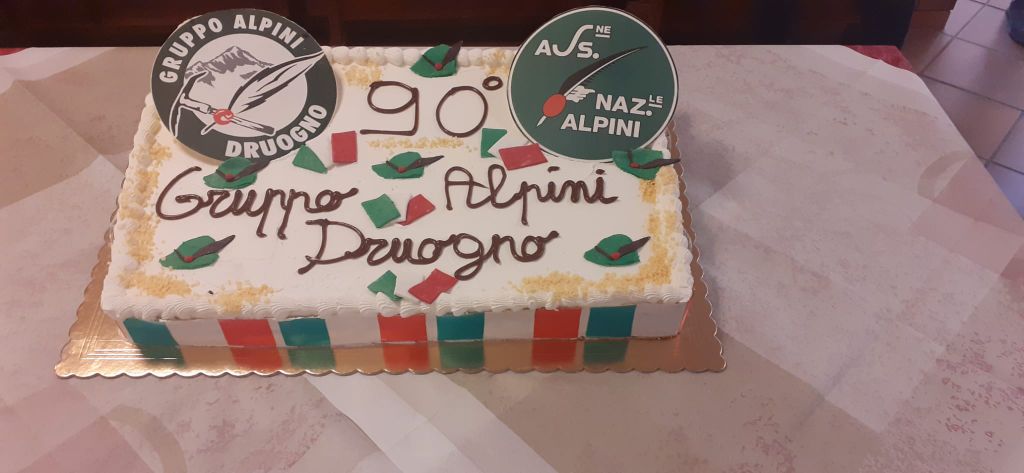 GRUPPO ALPINI
DRUOGNO
90°
ASS.NE
NAZ.LE
ALPINI
Gruppo Alpini
Druogno